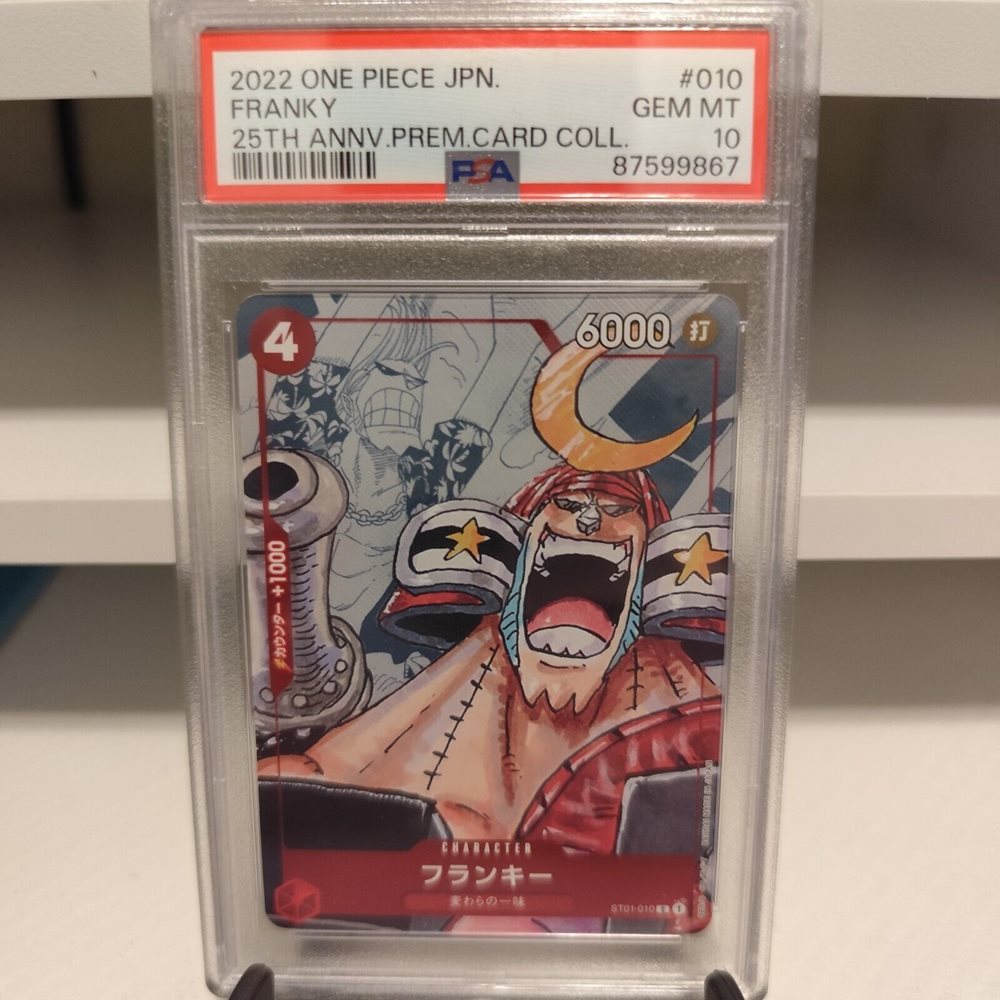 2022 ONE PIECE JPN. #010
FRANKY GEM MT
25TH ANNV.PREM.CARD COLL. 10
PSA 87599867
4
6000 打
カウンター +1000
CHARACTER
フランキー
麦わらの一味
ST01-010 C 1